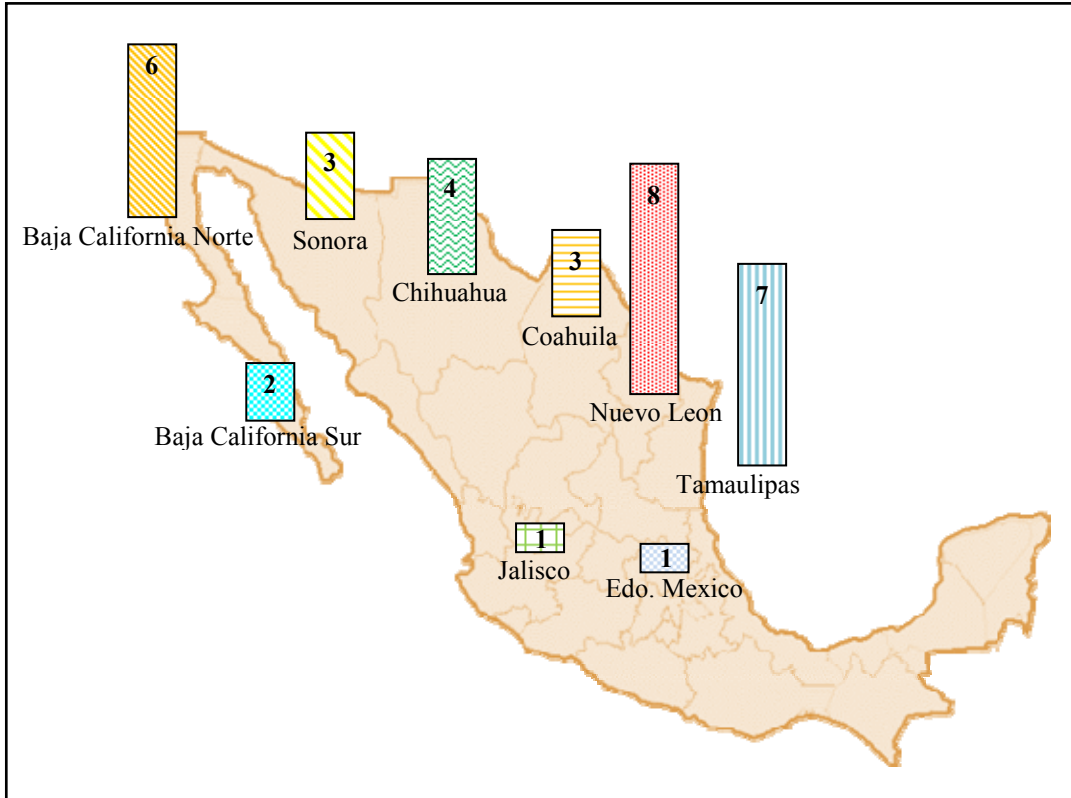 6
Baja California Norte
3
Sonora
4
Chihuahua
3
Coahuila
8
Nuevo Leon
7
Tamaulipas
2
Baja California Sur
1
Jalisco
1
Edo. Mexico